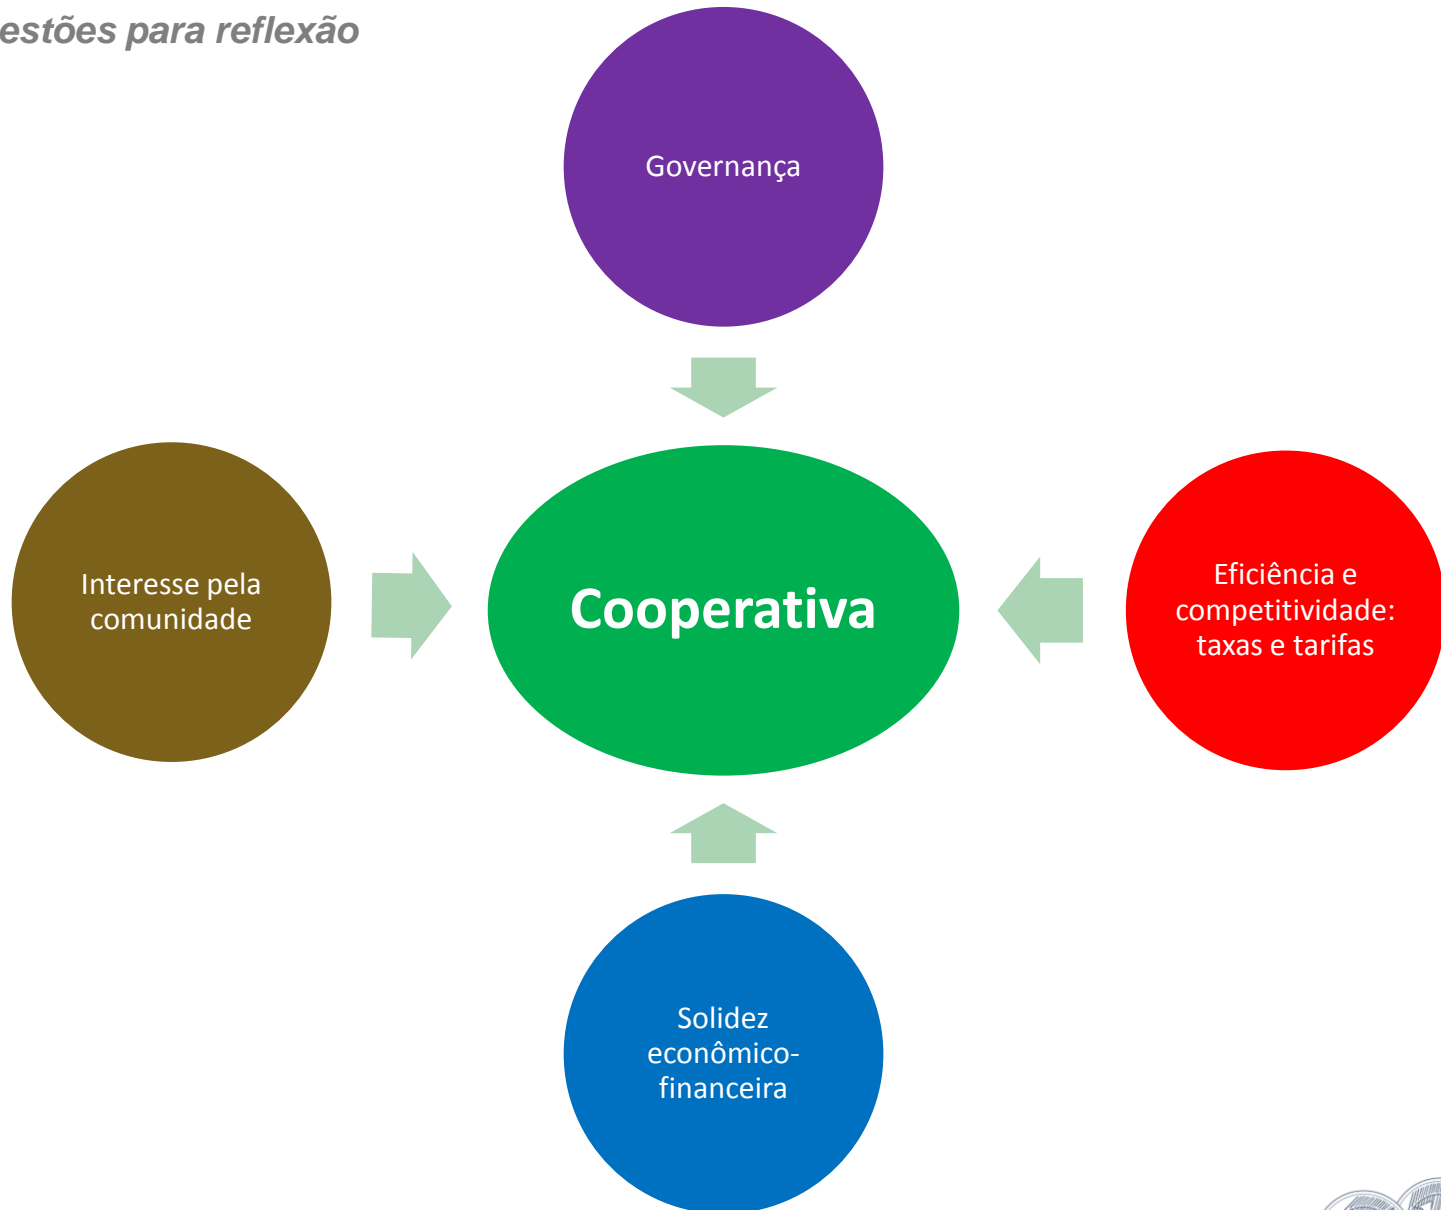 estões para reflexão
Governança
Interesse pela
comunidade
Cooperativa
Eficiência e
competitividade:
taxas e tarifas
Solidez
econômico-
financeira